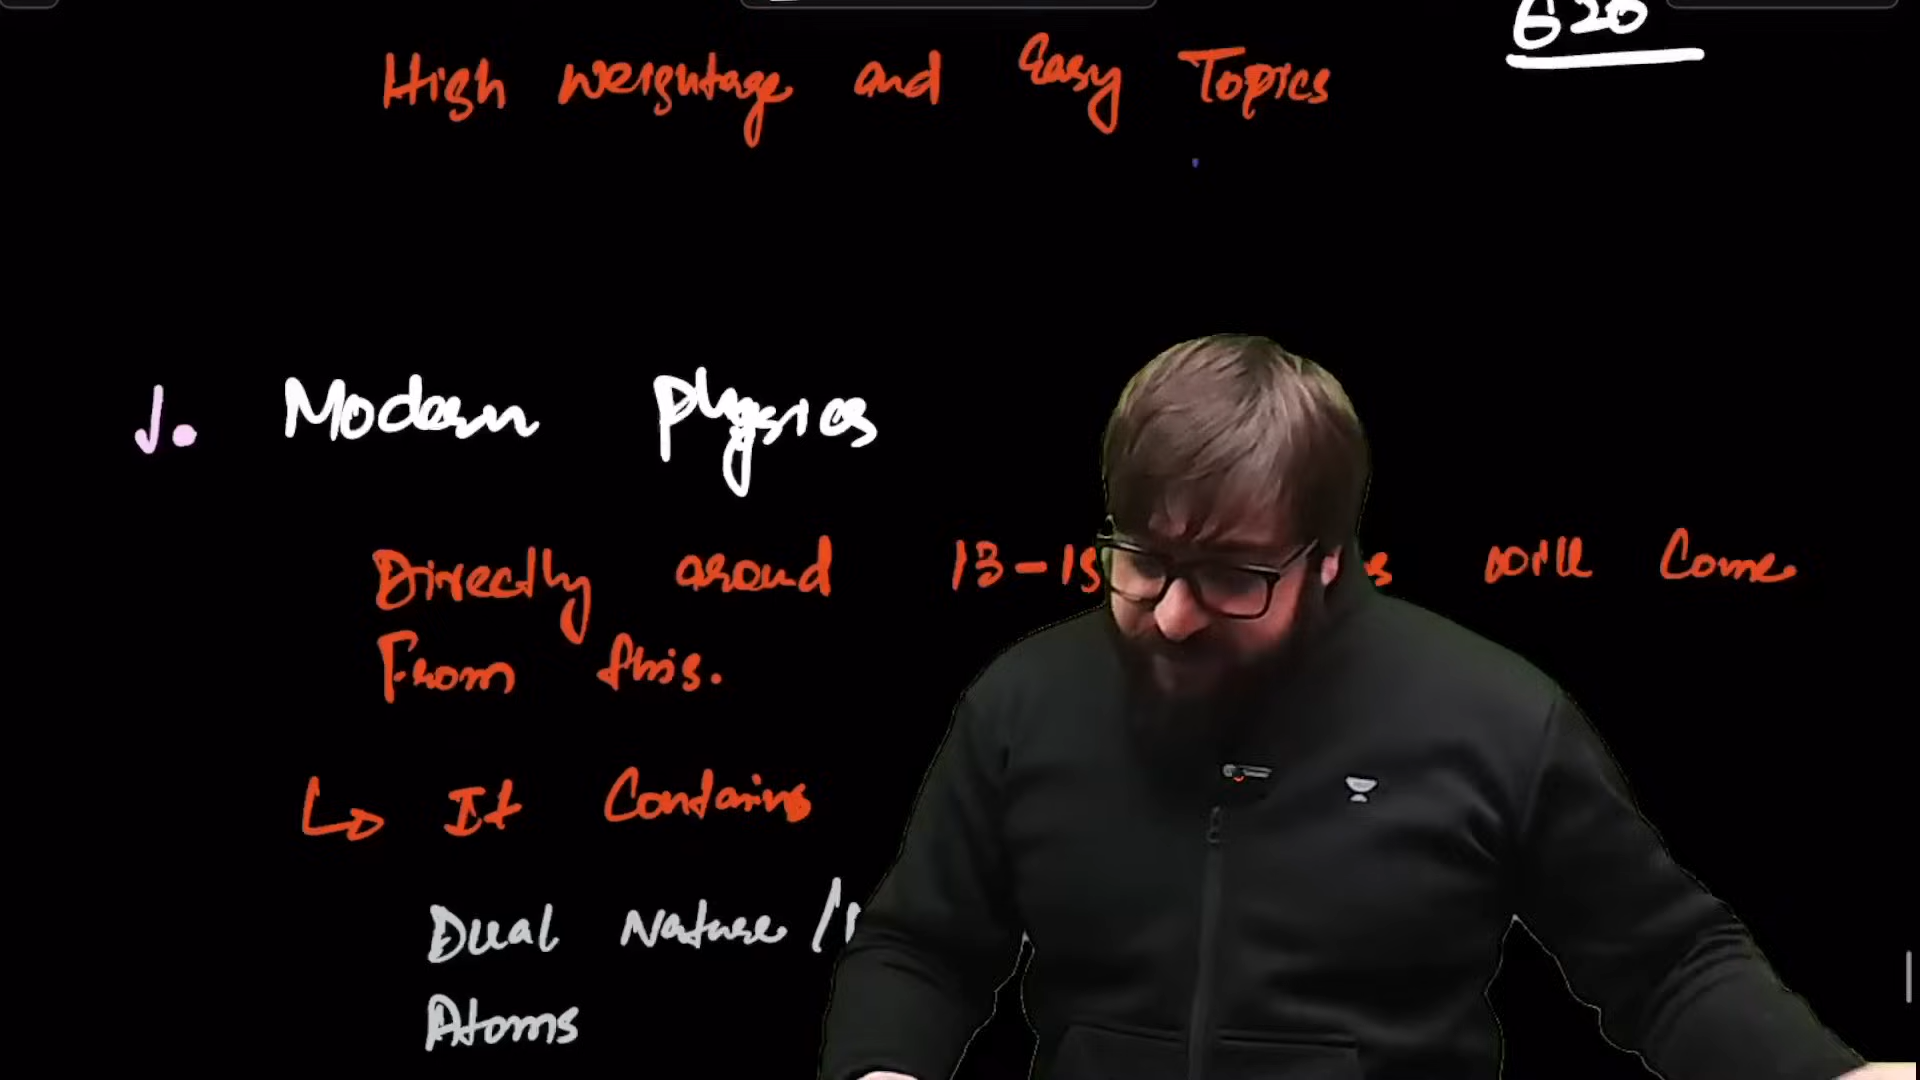 620
High weightage and Easy Topics
1. Modern Physics
Directly around 13-15 will Come
From this.
↳ It Contains
Dual Nature /
Atoms